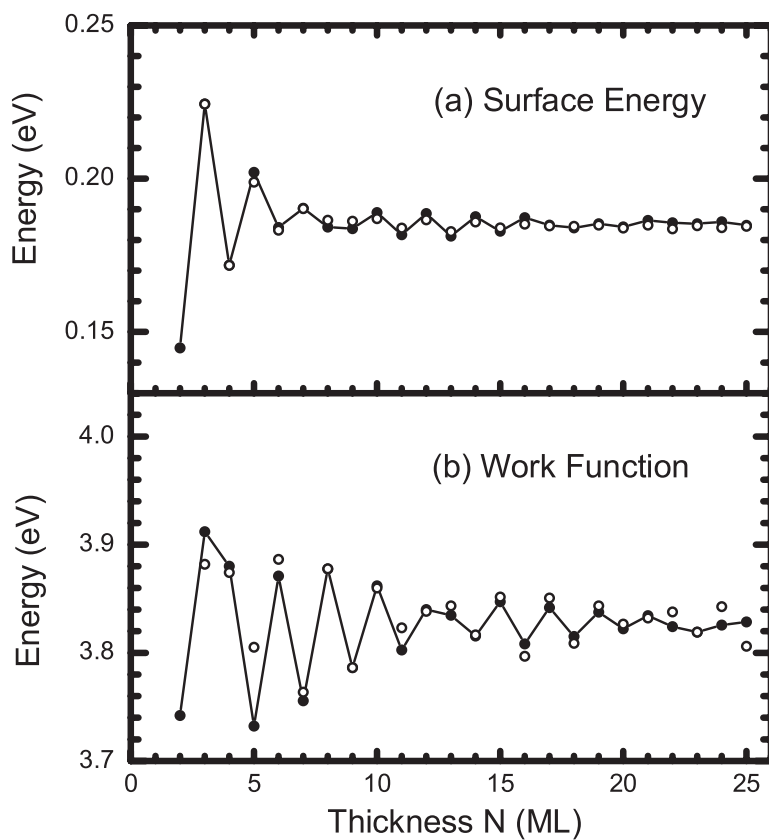 0.25
(a) Surface Energy
0.20
Energy (eV)
0.15
4.0
(b) Work Function
3.9
Energy (eV)
3.8
3.7
0 5 10 15 20 25
Thickness N (ML)